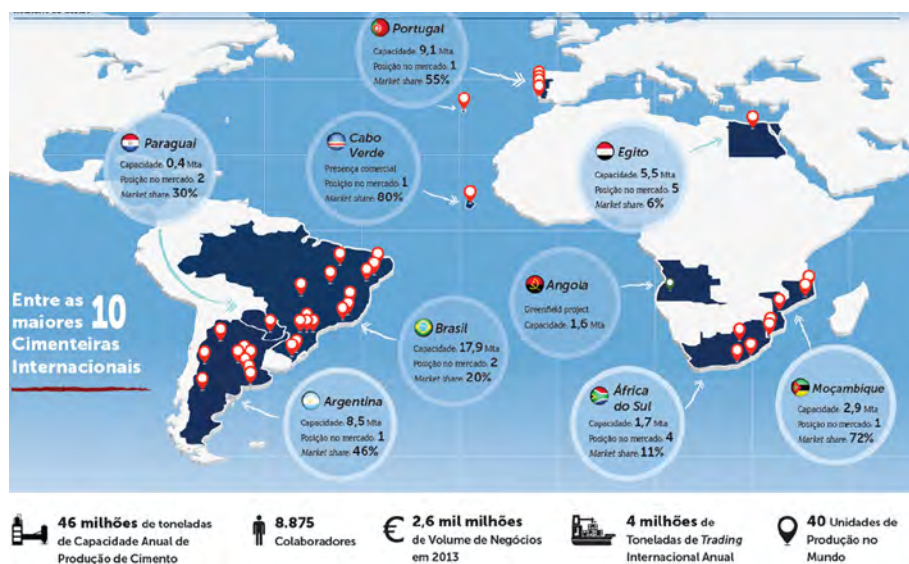 Portugal
Capacidade: 9,1 Mta
Posição no mercado: 1
Market share: 55%
Paraguai
Capacidade: 0,4 Mta
Posição no mercado: 2
Market share: 30%
Cabo
Verde
Presença comercial
Posição no mercado: 1
Market share: 80%
Egito
Capacidade: 5,5 Mta
Posição no mercado: 5
Market share: 6%
Angola
Greenfield project
Capacidade: 1,6 Mta
Entre as
maiores 10
Cimenteiras
Internacionais
Brasil
Capacidade: 17,9 Mta
Posição no mercado: 2
Market share: 20%
Argentina
Capacidade: 8,5 Mta
Posição no mercado: 1
Market share: 46%
África
do Sul
Capacidade: 1,7 Mta
Posição no mercado: 4
Market share: 11%
Moçambique
Capacidade: 2,9 Mta
Posição no mercado: 1
Market share: 72%
46 milhões de toneladas
de Capacidade Anual de
Produção de Cimento
8.875
Colaboradores
€ 2,6 mil milhões
de Volume de Negócios
em 2013
4 milhões de
Toneladas de Trading
Internacional Anual
40 Unidades de
Produção no
Mundo